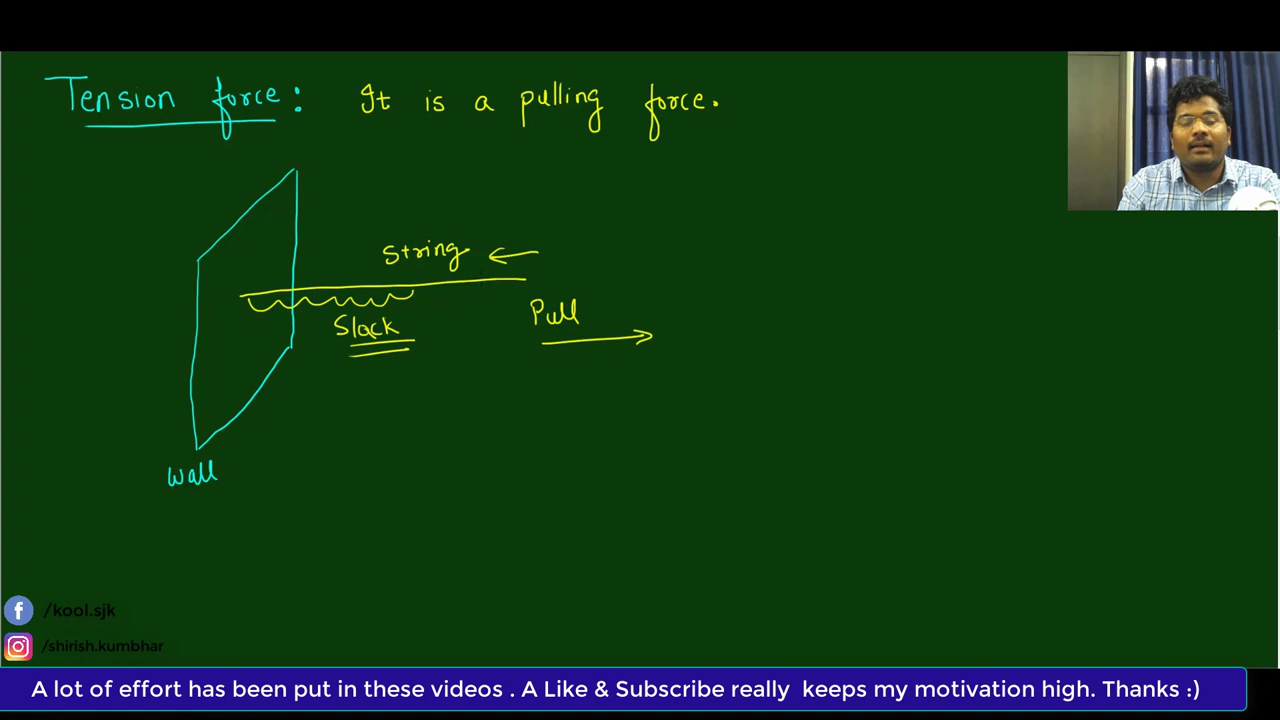 Tension force: It is a pulling force.
String
Pull
Slack
Wall
/kool.sjk
/shirish.kumbhar
A lot of effort has been put in these videos . A Like & Subscribe really keeps my motivation high. Thanks :)